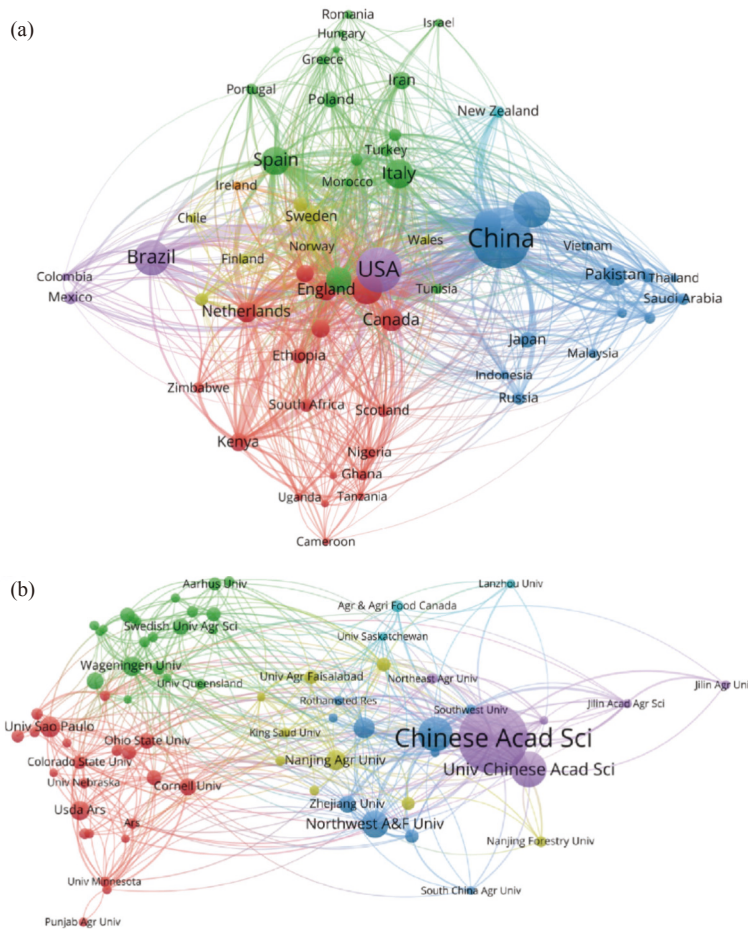 (a)
Romania
Hungary
Israel
Greece
Iran
Portugal
Poland
New Zealand
Turkey
Spain
Italy
Morocco
Ireland
Chile
Sweden
Norway
Wales
China
Vietnam
Brazil
Finland
USA
Colombia
Mexico
Pakistan
Thailand
England
Tunisia
Saudi Arabia
Netherlands
Canada
Japan
Ethiopia
Malaysia
Zimbabwe
Indonesia
South Africa
Scotland
Russia
Kenya
Nigeria
Ghana
Uganda
Tanzania
Cameroon
(b)
Aarhus Univ
Lanzhou Univ
Agr & Agri Food Canada
Swedish Univ Agr Sci
Univ Saskatchewan
Wageningen Univ
Univ Agr Faisalabad
Northeast Agr Univ
Univ Queensland
Jilin Agr Uni
Rothamsted Res
Jilin Acad Agr Sci
Southwest Univ
Univ Sao Paulo
King Saud Univ
Ohio State Univ
Chinese Acad Sci
Colorado State Univ
Nanjing Agr Univ
Univ Chinese Acad Sci
Univ Nebraska
Cornell Univ
Usda Ars
Zhejiang Univ
Ars
Northwest A&F Univ
Nanjing Forestry Univ
Univ Minnesota
South China Agr Univ
Punjab Agr Univ